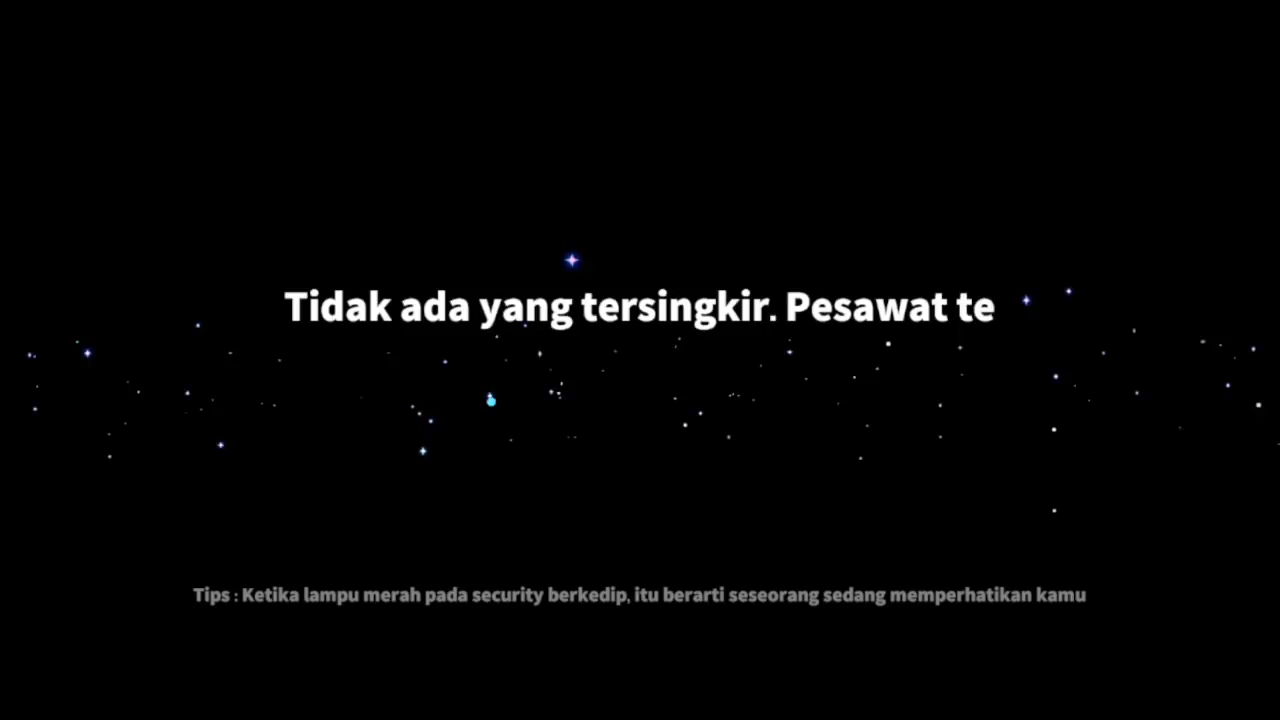 Tidak ada yang tersingkir. Pesawat te
Tips : Ketika lampu merah pada security berkedip, itu berarti seseorang sedang memperhatikan kamu